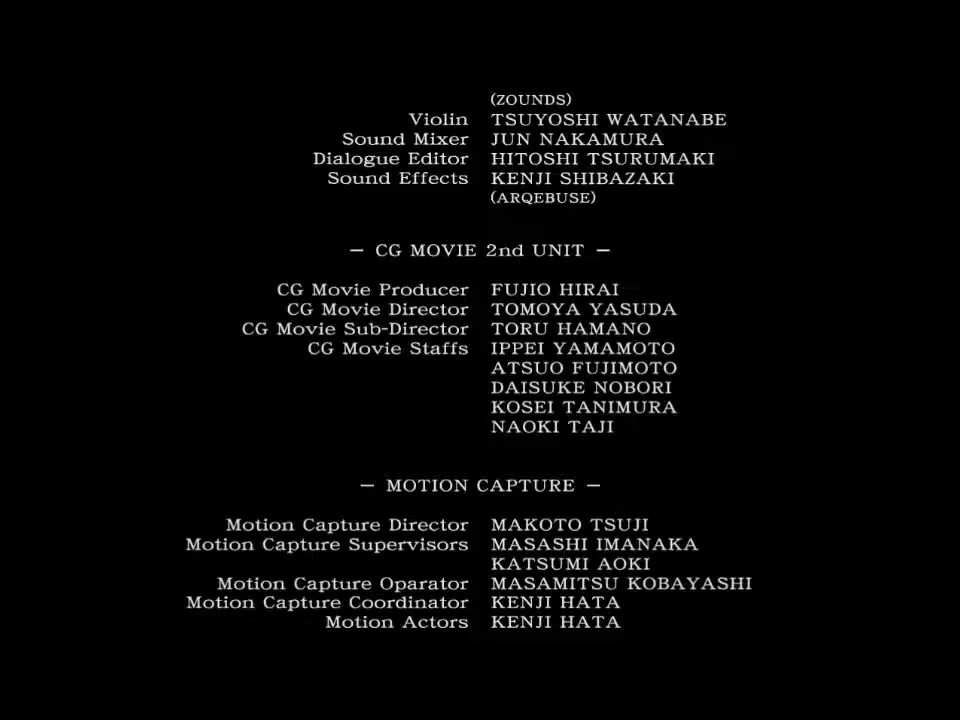 (ZOUNDS)
Violin TSUYOSHI WATANABE
Sound Mixer JUN NAKAMURA
Dialogue Editor HITOSHI TSURUMAKI
Sound Effects KENJI SHIBAZAKI
(ARQEBUSE)
— CG MOVIE 2nd UNIT —
CG Movie Producer FUJIO HIRAI
CG Movie Director TOMOYA YASUDA
CG Movie Sub-Director TORU HAMANO
CG Movie Staffs IPPEI YAMAMOTO
ATSUO FUJIMOTO
DAISUKE NOBORI
KOSEI TANIMURA
NAOKI TAJI
— MOTION CAPTURE —
Motion Capture Director MAKOTO TSUJI
Motion Capture Supervisors MASASHI IMANAKA
KATSUMI AOKI
Motion Capture Oparator MASAMITSU KOBAYASHI
Motion Capture Coordinator KENJI HATA
Motion Actors KENJI HATA